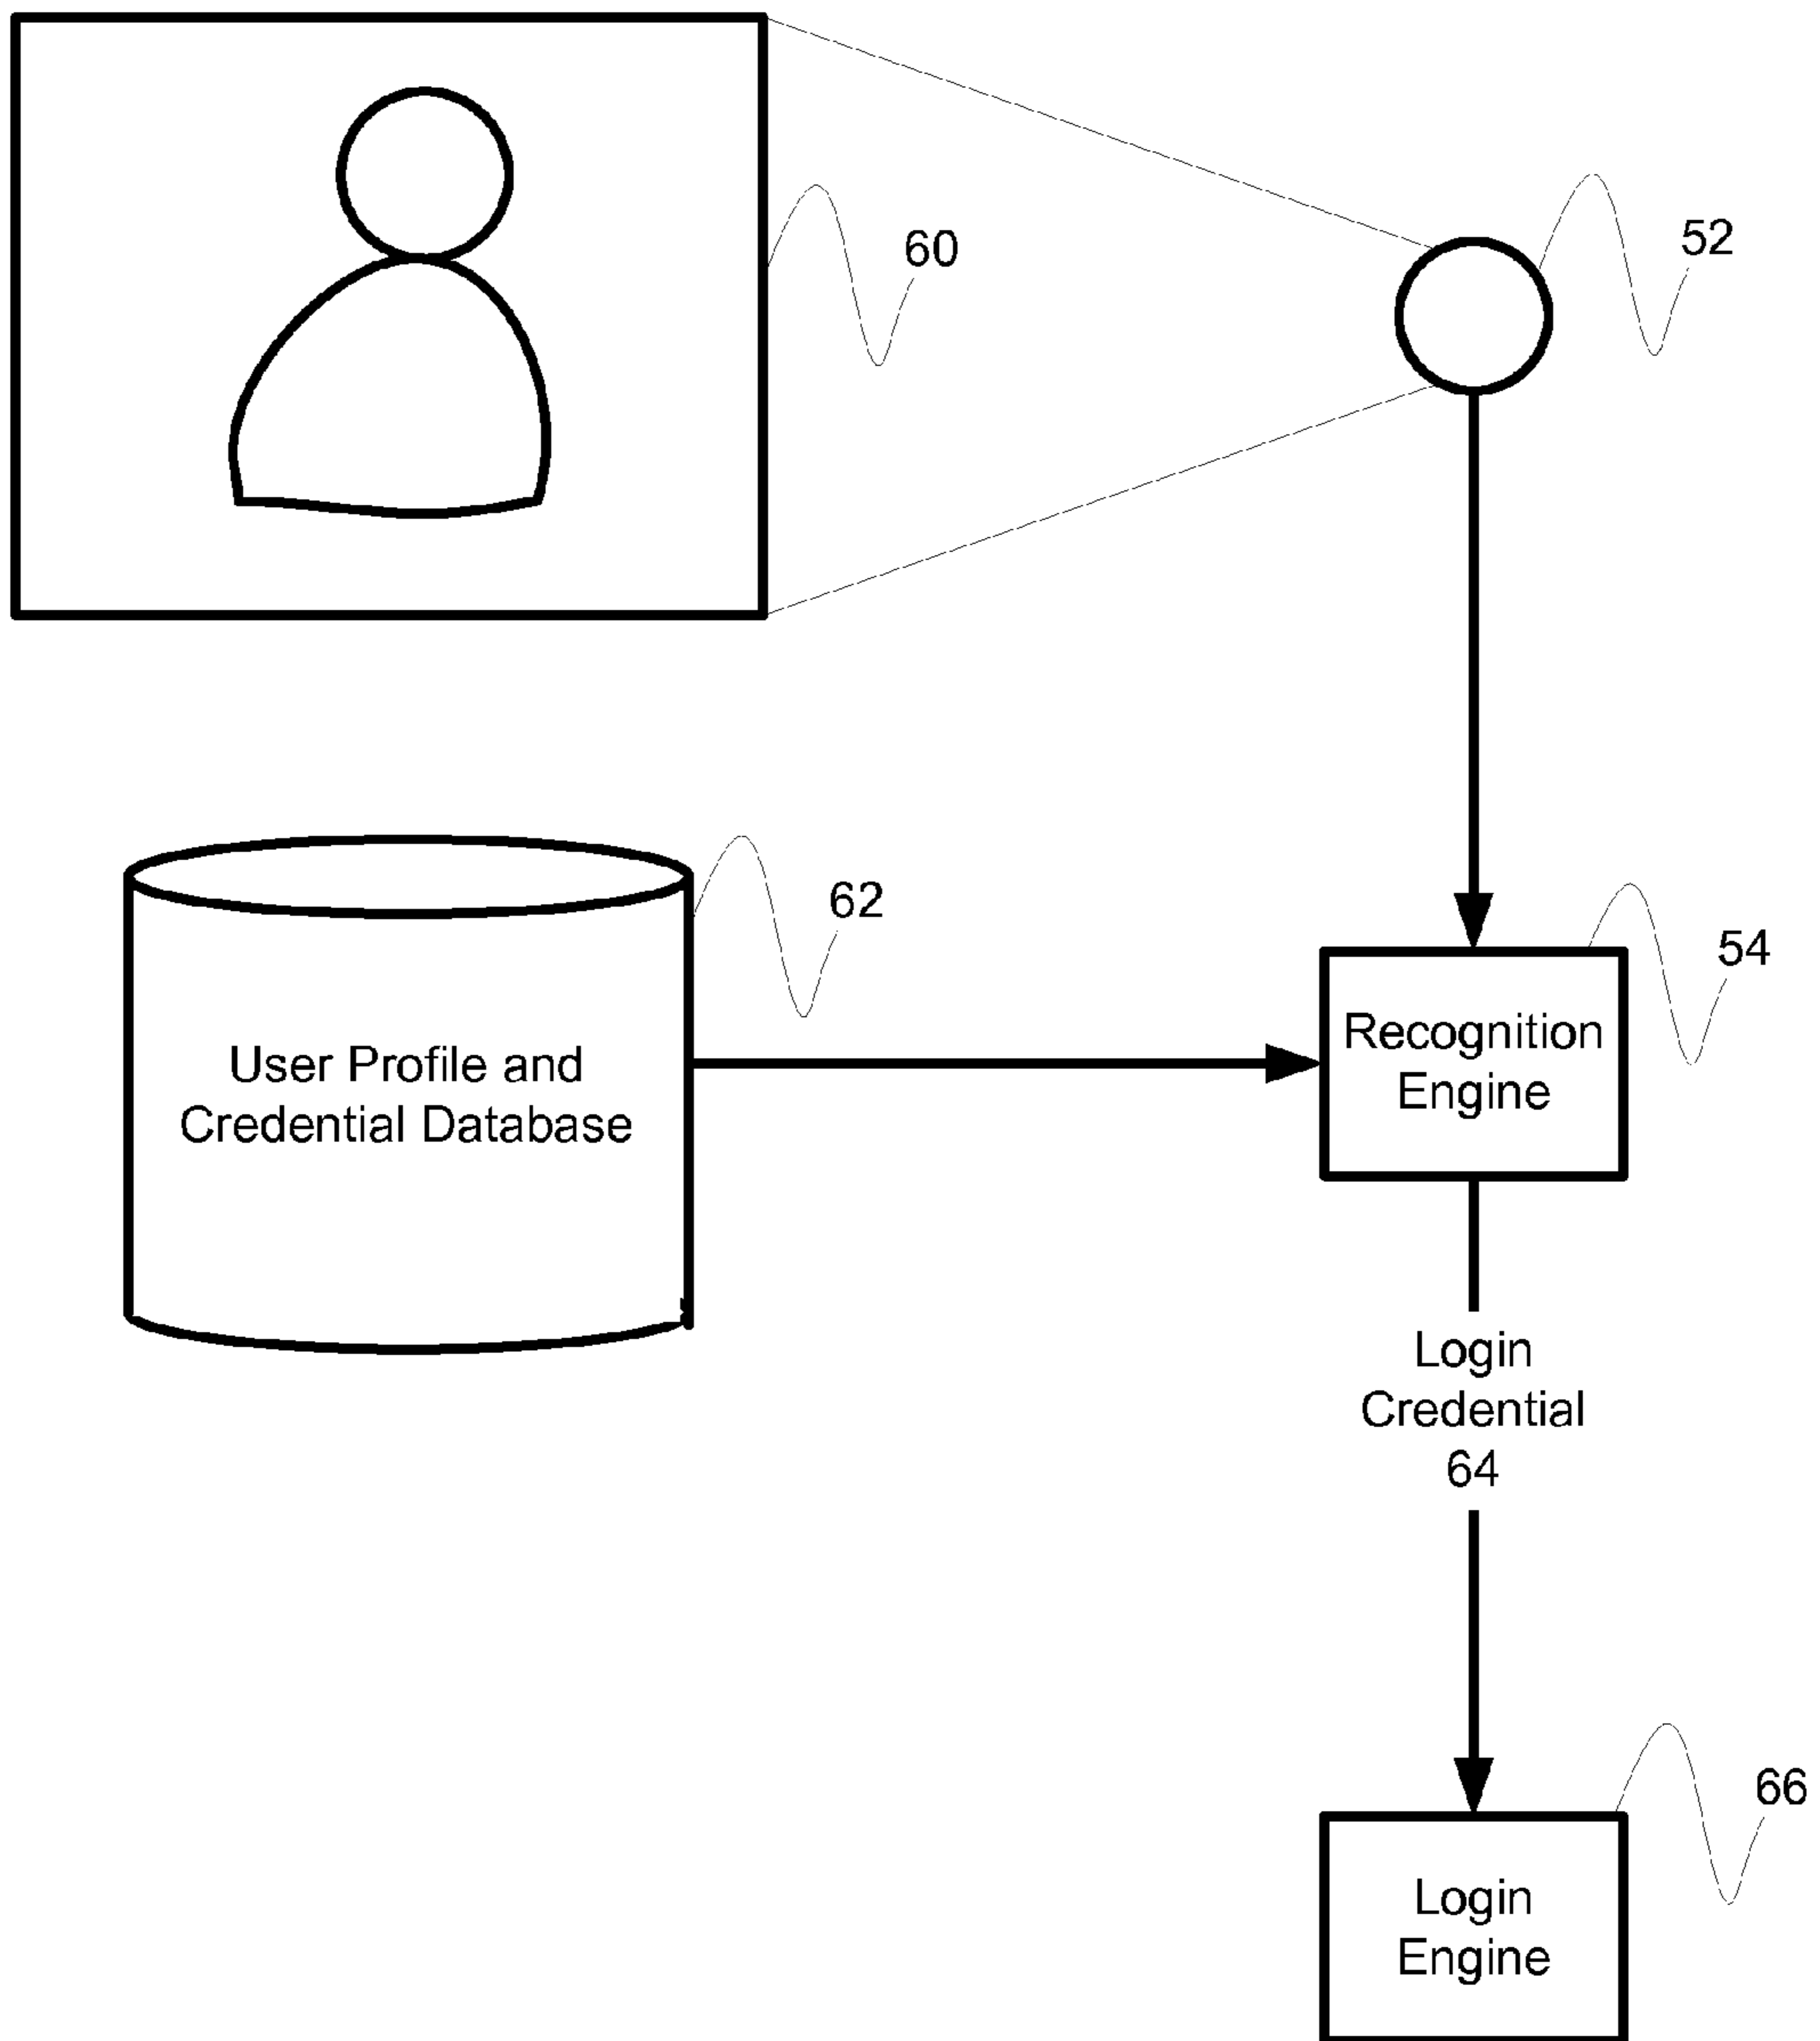 60
52
62
54
User Profile and
Credential Database
Recognition
Engine
Login
Credential
64
66
Login
Engine